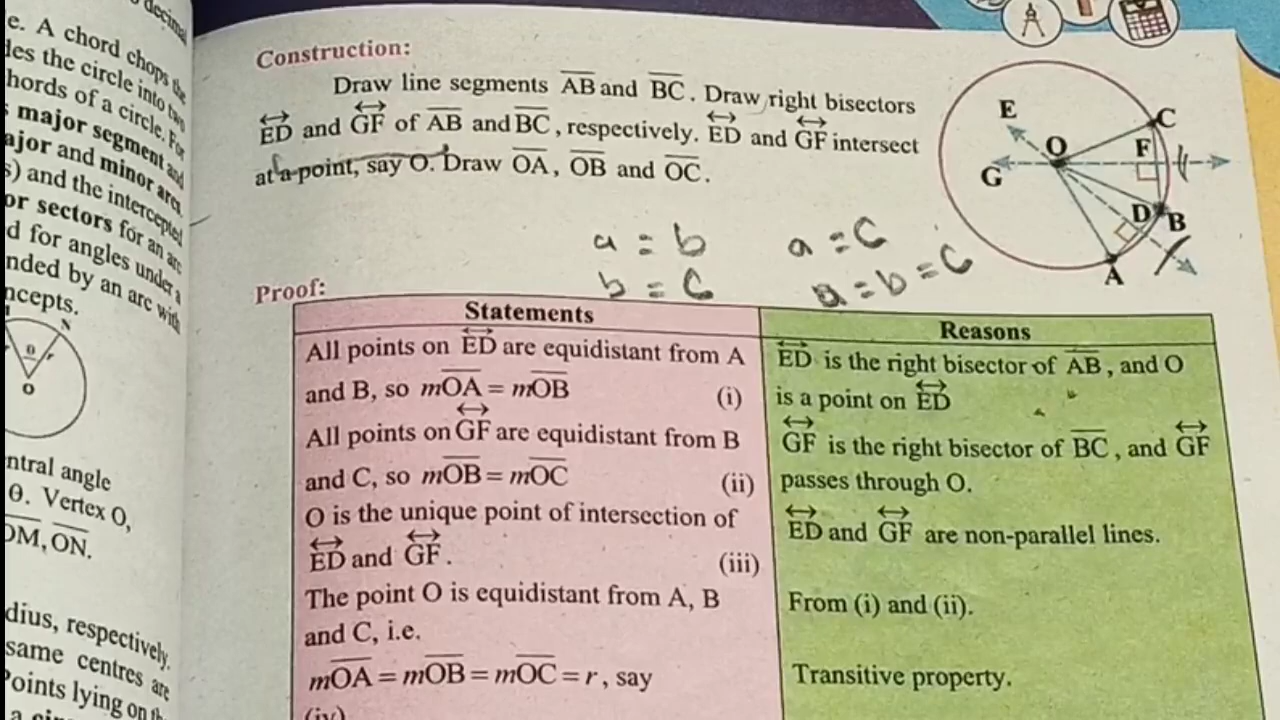 decimal
e. A chord chops the
des the circle into two
hords of a circle. For
major segment and
ajor and minor arcs.
s) and the intercepted
or sectors for an arc
d for angles under a
nded by an arc with
ncepts.
N
θ r
O
ntral angle
θ. Vertex O,
OM, ON.
dius, respectively.
same centres are
Points lying on
Construction:
Draw line segments AB and BC. Draw right bisectors
ED and GF of AB and BC, respectively. ED and GF intersect
at a point, say O. Draw OA, OB and OC.
E
C
O
F
G
D
B
A
a = b a = c
b = c a = b = c
Proof:
Statements
Reasons
All points on ED are equidistant from A
and B, so mOA = mOB (i)
ED is the right bisector of AB, and O
is a point on ED
All points on GF are equidistant from B
and C, so mOB = mOC (ii)
GF is the right bisector of BC, and GF
passes through O.
O is the unique point of intersection of
ED and GF. (iii)
ED and GF are non-parallel lines.
The point O is equidistant from A, B
and C, i.e.
From (i) and (ii).
mOA = mOB = mOC = r, say
Transitive property.
(iv)